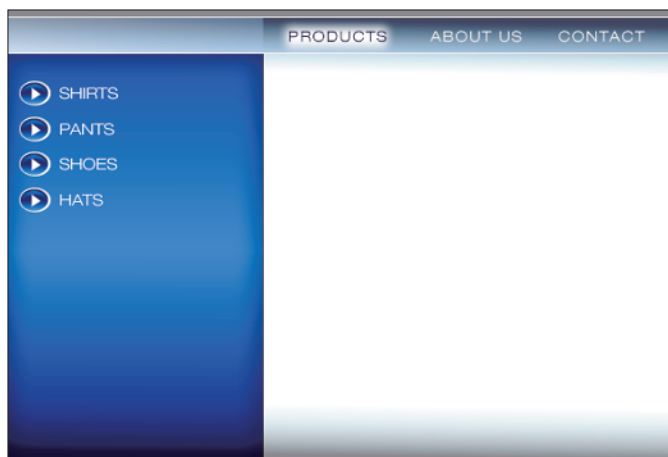 PRODUCTS ABOUT US CONTACT
SHIRTS
PANTS
SHOES
HATS